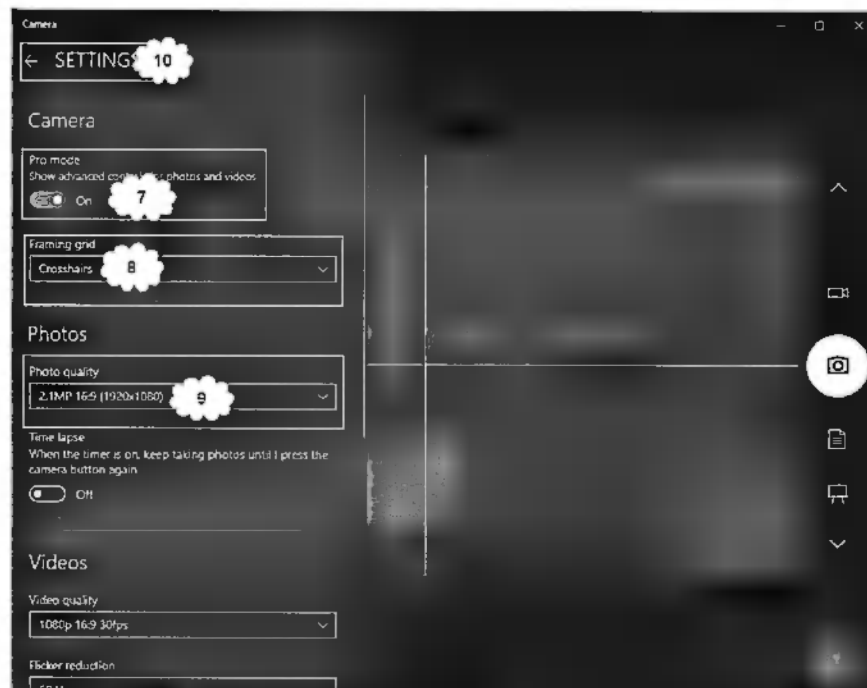 Camera
← SETTINGS 10
Camera
Pro mode
Show advanced controls for photos and videos
On 7
Framing grid
Crosshairs 8
Photos
Photo quality
2.1MP 16:9 (1920x1080) 9
Time lapse
When the timer is on, keep taking photos until I press the
camera button again
Off
Videos
Video quality
1080p 16:9 30fps
Flicker reduction